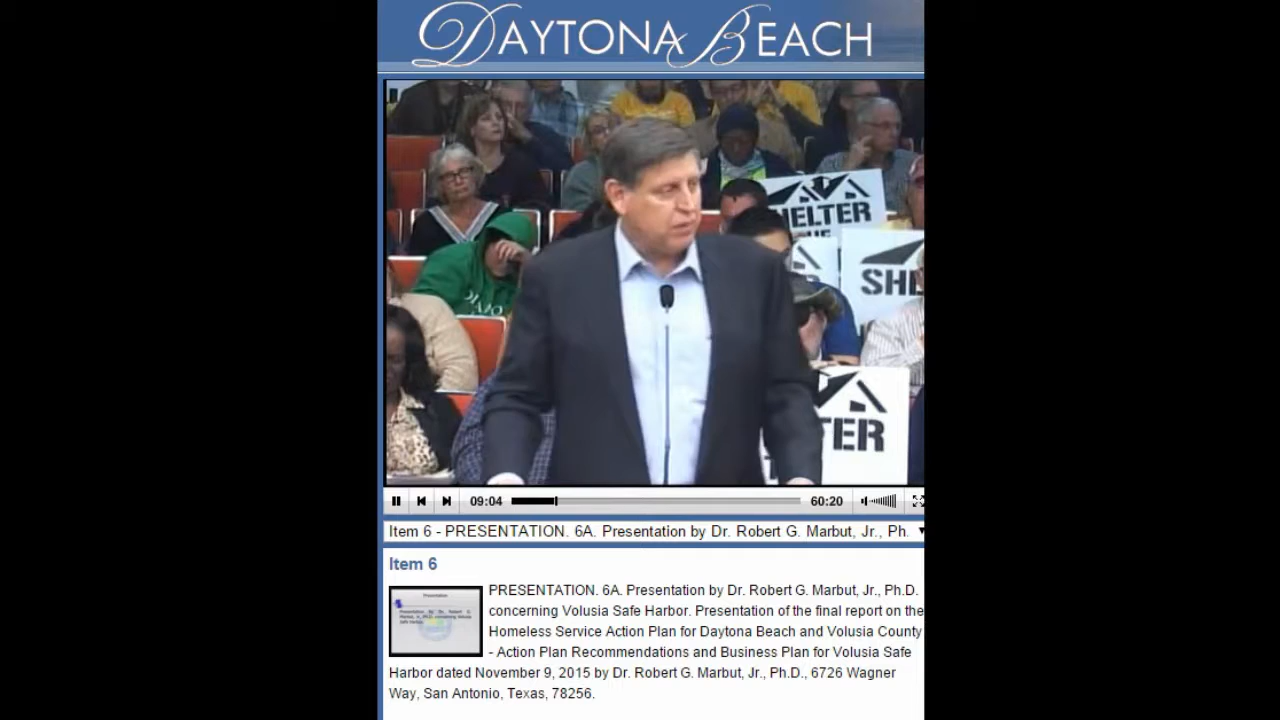 DAYTONA BEACH
SHELTER
SHE
TER
09:04
60:20
Item 6 - PRESENTATION. 6A. Presentation by Dr. Robert G. Marbut, Jr., Ph.
Item 6
PRESENTATION. 6A. Presentation by Dr. Robert G. Marbut, Jr., Ph.D.
concerning Volusia Safe Harbor. Presentation of the final report on the
Homeless Service Action Plan for Daytona Beach and Volusia County
- Action Plan Recommendations and Business Plan for Volusia Safe
Harbor dated November 9, 2015 by Dr. Robert G. Marbut, Jr., Ph.D., 6726 Wagner
Way, San Antonio, Texas, 78256.